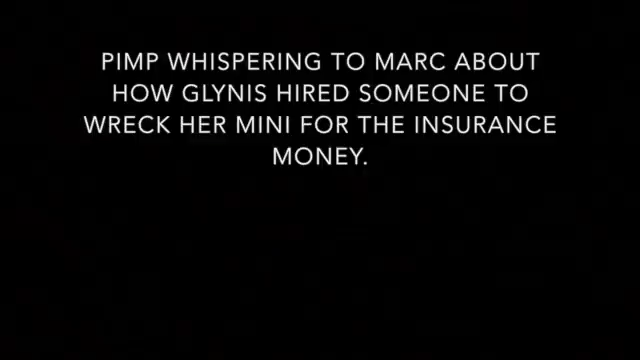 PIMP WHISPERING TO MARC ABOUT
HOW GLYNIS HIRED SOMEONE TO
WRECK HER MINI FOR THE INSURANCE
MONEY.